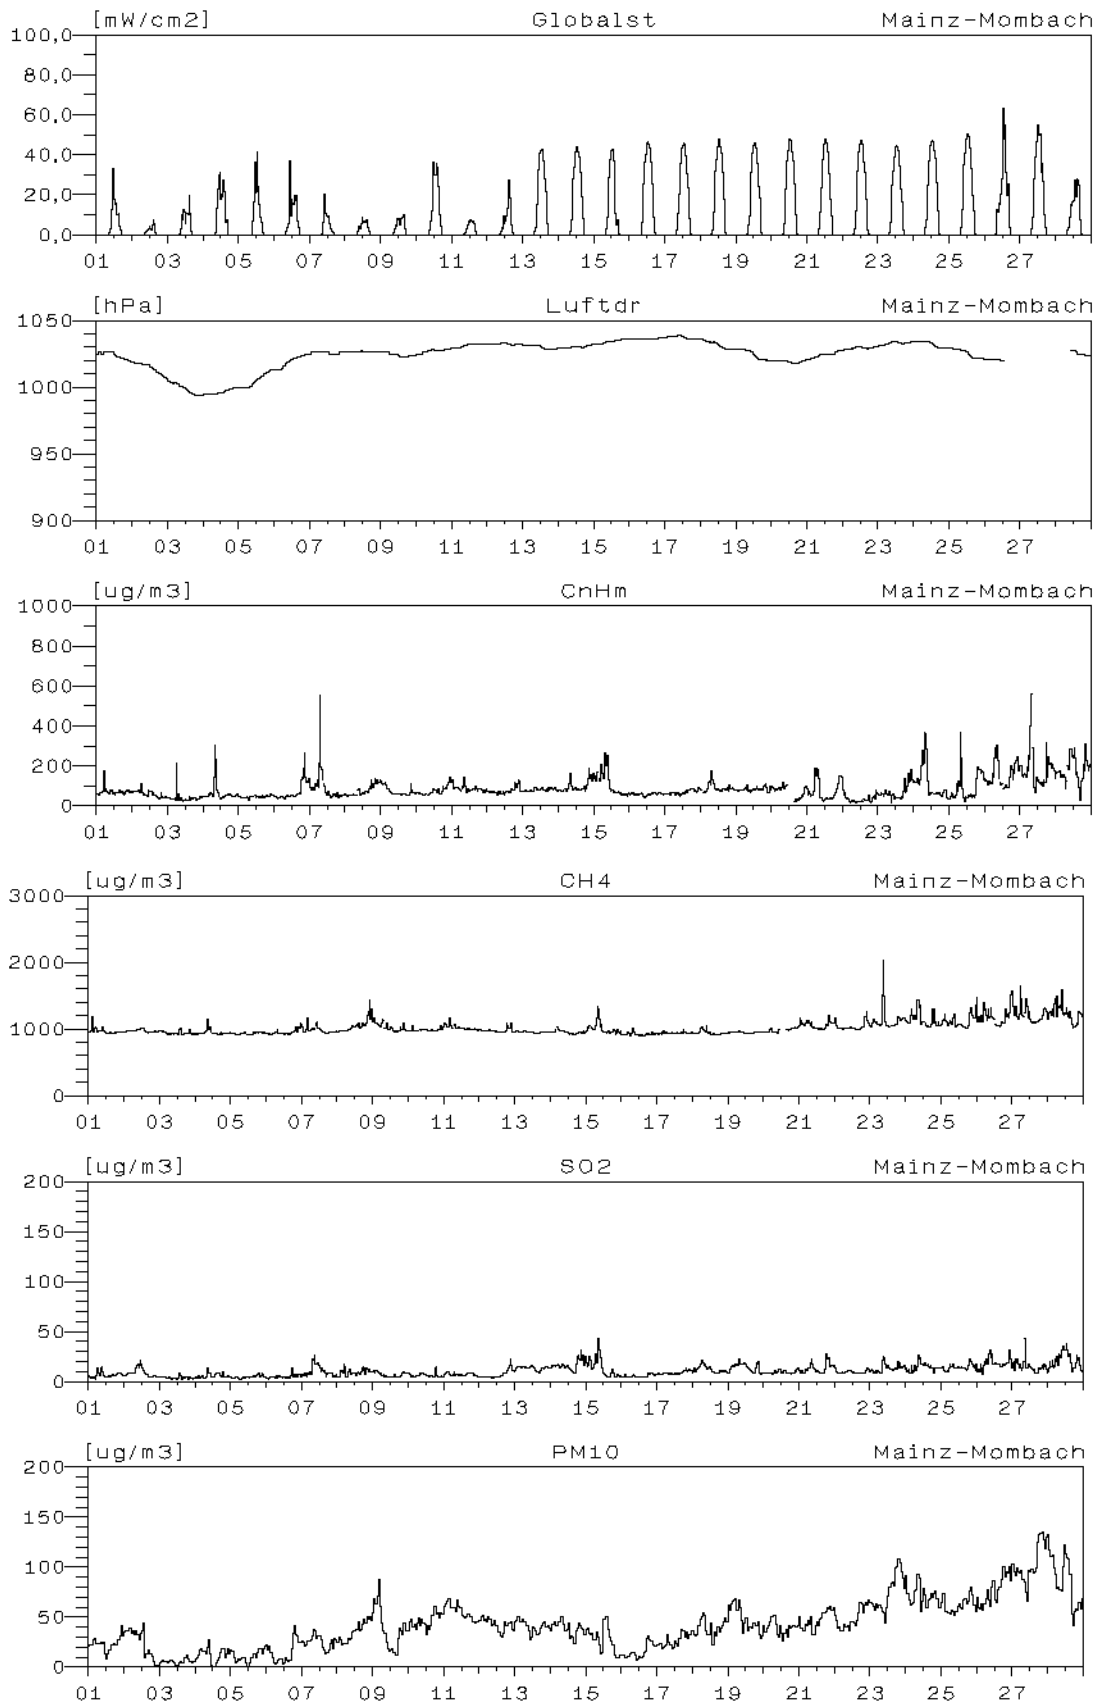 [mW/cm2] Globalst Mainz-Mombach
100,0
80,0
60,0
40,0
20,0
0,0
01 03 05 07 09 11 13 15 17 19 21 23 25 27
[hPa] Luftdr Mainz-Mombach
1050
1000
950
900
01 03 05 07 09 11 13 15 17 19 21 23 25 27
[ug/m3] CnHm Mainz-Mombach
1000
800
600
400
200
0
01 03 05 07 09 11 13 15 17 19 21 23 25 27
[ug/m3] CH4 Mainz-Mombach
3000
2000
1000
0
01 03 05 07 09 11 13 15 17 19 21 23 25 27
[ug/m3] SO2 Mainz-Mombach
200
150
100
50
0
01 03 05 07 09 11 13 15 17 19 21 23 25 27
[ug/m3] PM10 Mainz-Mombach
200
150
100
50
0
01 03 05 07 09 11 13 15 17 19 21 23 25 27